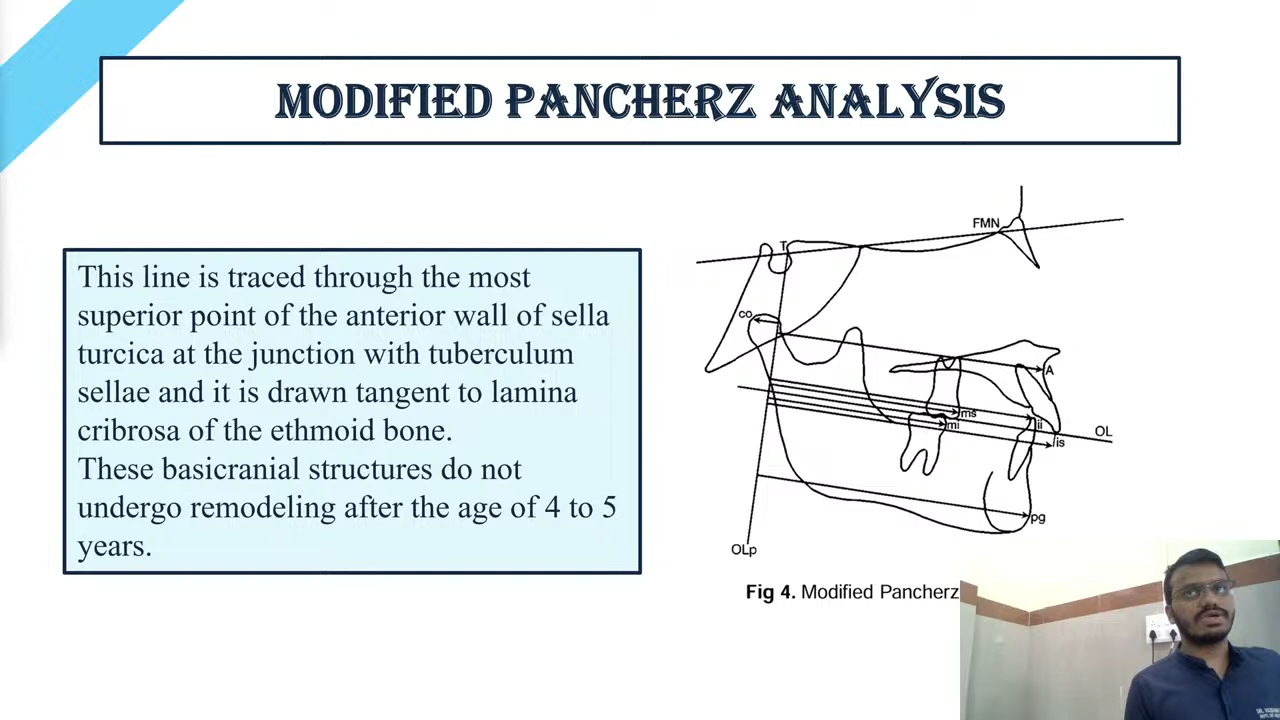 MODIFIED PANCHERZ ANALYSIS
This line is traced through the most
superior point of the anterior wall of sella
turcica at the junction with tuberculum
sellae and it is drawn tangent to lamina
cribrosa of the ethmoid bone.
These basicranial structures do not
undergo remodeling after the age of 4 to 5
years.
FMN
T
co
A
ms
mi
ii
OL
is
pg
OLp
Fig 4. Modified Pancherz